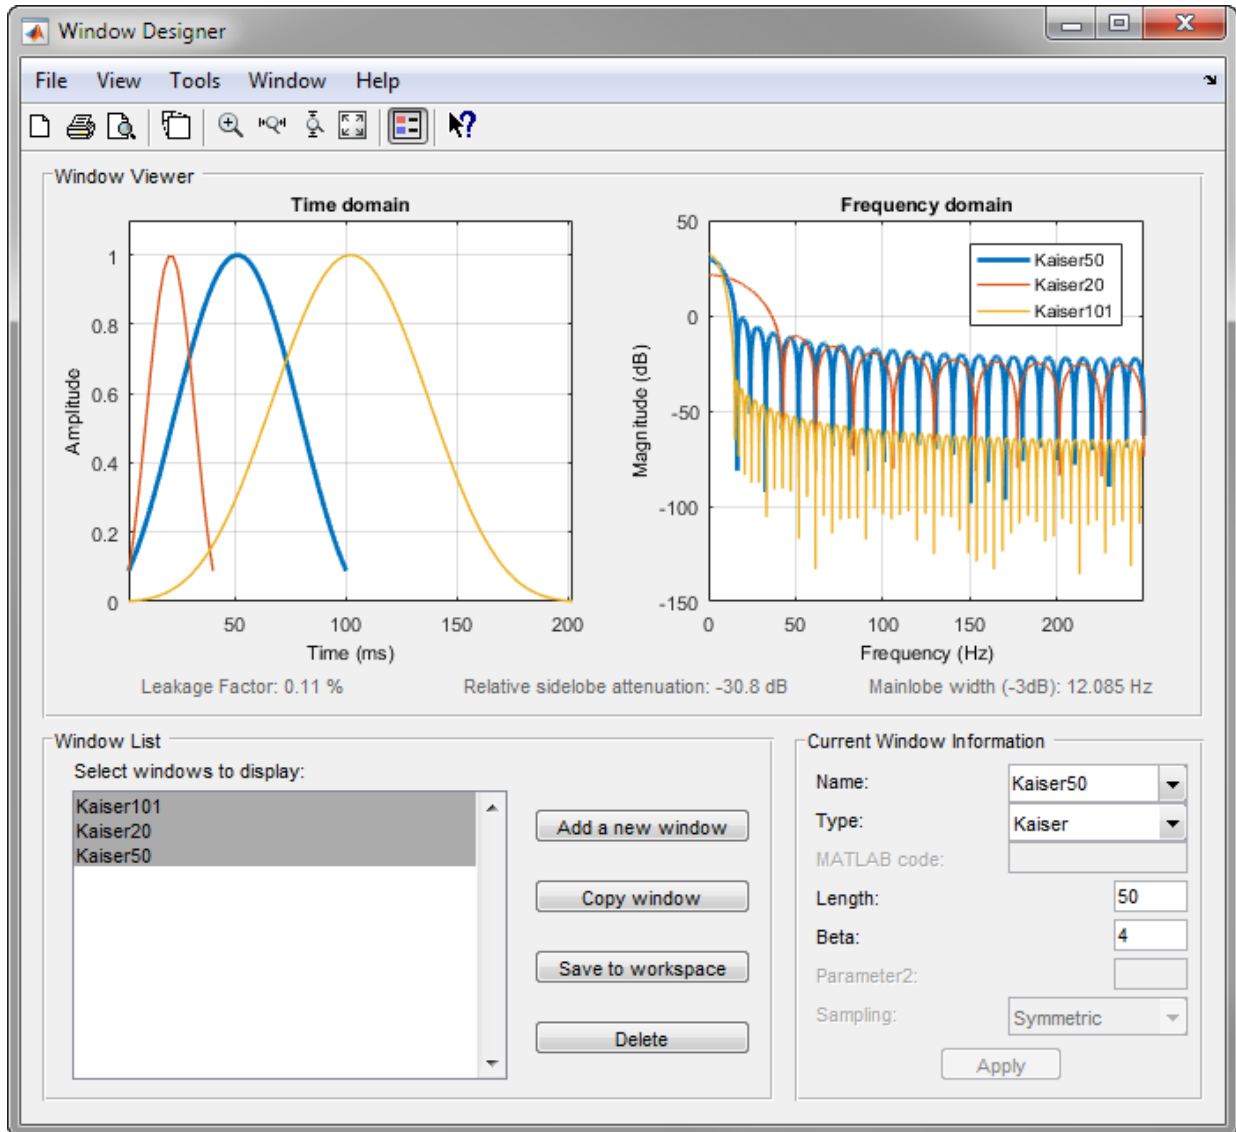 Window Designer
File View Tools Window Help
Window Viewer
Time domain
Amplitude
1
0.8
0.6
0.4
0.2
0
50 100 150 200
Time (ms)
Frequency domain
Magnitude (dB)
50
0
-50
-100
-150
0 50 100 150 200
Frequency (Hz)
Kaiser50
Kaiser20
Kaiser101
Leakage Factor: 0.11 % Relative sidelobe attenuation: -30.8 dB Mainlobe width (-3dB): 12.085 Hz
Window List
Select windows to display:
Kaiser101
Kaiser20
Kaiser50
Add a new window
Copy window
Save to workspace
Delete
Current Window Information
Name: Kaiser50
Type: Kaiser
MATLAB code:
Length: 50
Beta: 4
Parameter2:
Sampling: Symmetric
Apply